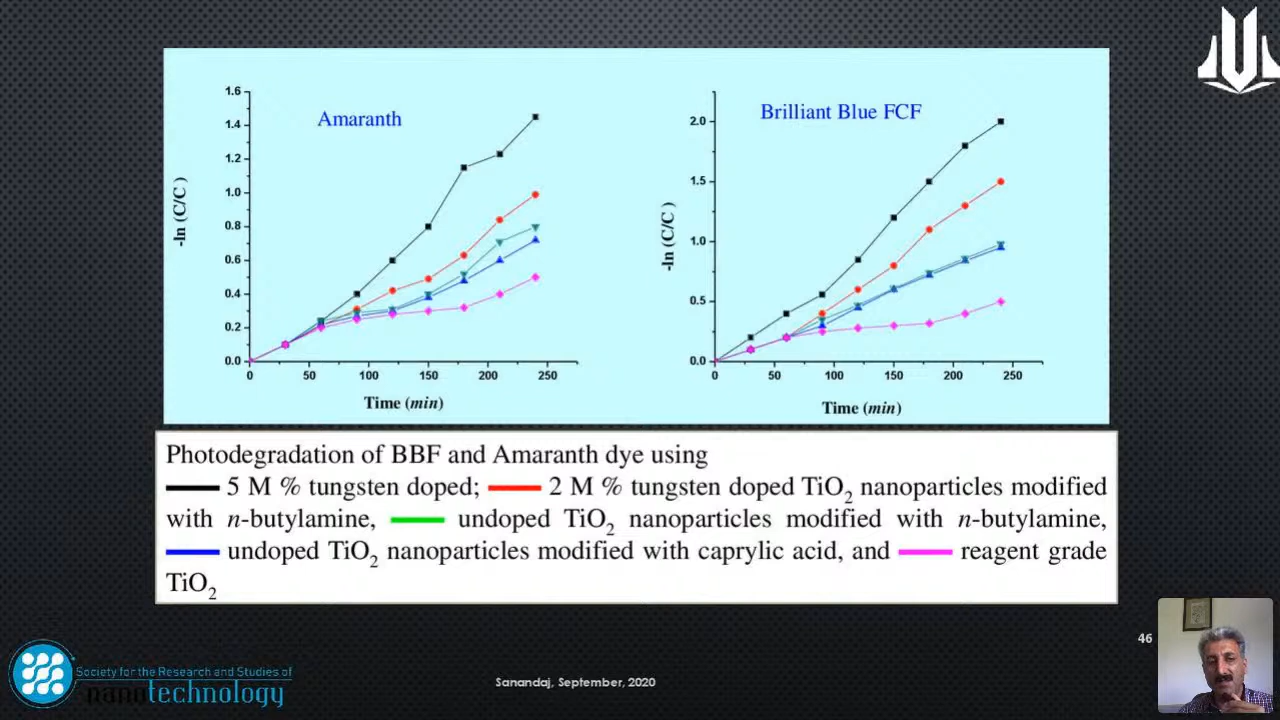 Amaranth
1.6
1.4
1.2
1.0
0.8
0.6
0.4
0.2
0.0
-ln (C/C )
0 50 100 150 200 250
Time (min)
Brilliant Blue FCF
2.0
1.5
1.0
0.5
0.0
-ln (C/C )
0 50 100 150 200 250
Time (min)
Photodegradation of BBF and Amaranth dye using
5 M % tungsten doped; 2 M % tungsten doped TiO2 nanoparticles modified
with n-butylamine, undoped TiO2 nanoparticles modified with n-butylamine,
undoped TiO2 nanoparticles modified with caprylic acid, and reagent grade
TiO2
46
Society for the Research and Studies of
nanotechnology
Sanandaj, September, 2020